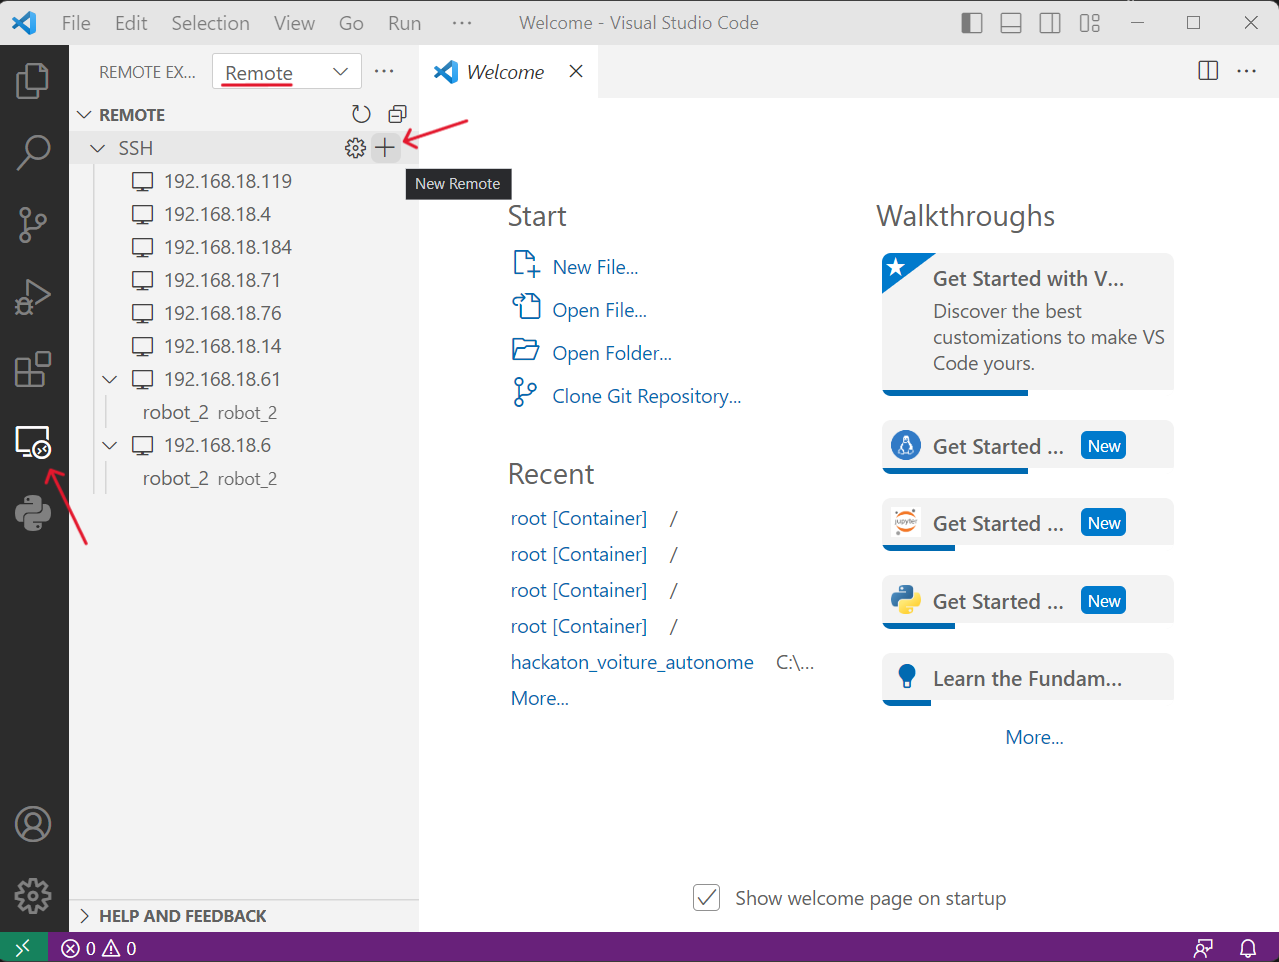 File Edit Selection View Go Run ··· Welcome - Visual Studio Code
REMOTE EX... Remote ···
Welcome
REMOTE
SSH
New Remote
192.168.18.119
192.168.18.4
192.168.18.184
192.168.18.71
192.168.18.76
192.168.18.14
192.168.18.61
robot_2 robot_2
192.168.18.6
robot_2 robot_2
HELP AND FEEDBACK
Start
New File...
Open File...
Open Folder...
Clone Git Repository...
Recent
root [Container] /
root [Container] /
root [Container] /
root [Container] /
hackaton_voiture_autonome C:\...
More...
Walkthroughs
Get Started with V...
Discover the best
customizations to make VS
Code yours.
Get Started ... New
jupyter
Get Started ... New
Get Started ... New
Learn the Fundam...
More...
Show welcome page on startup
0 0